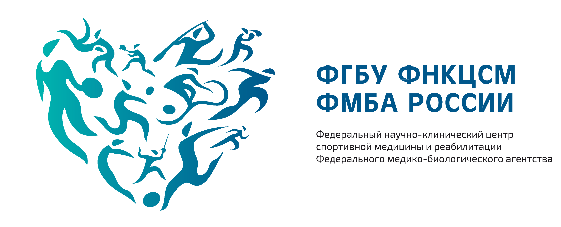 ФГБУ ФНКЦСМ
ФМБА РОССИИ
Федеральный научно-клинический центр
спортивной медицины и реабилитации
Федерального медико-биологического агентства